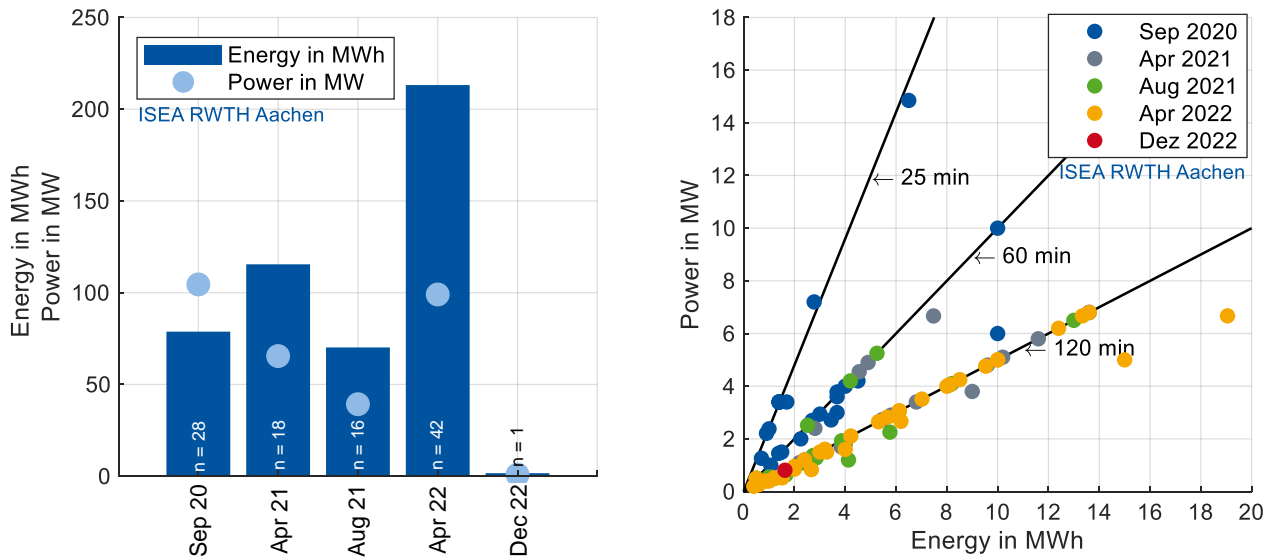 250
200
150
100
50
0
Energy in MWh
Power in MW
Energy in MWh
Power in MW
ISEA RWTH Aachen
n = 28
n = 18
n = 16
n = 42
n = 1
Sep 20
Apr 21
Aug 21
Apr 22
Dec 22
18
16
14
12
10
8
6
4
2
0
Power in MW
Sep 2020
Apr 2021
Aug 2021
Apr 2022
Dez 2022
ISEA RWTH Aachen
←25 min
←60 min
←120 min
0 2 4 6 8 10 12 14 16 18 20
Energy in MWh